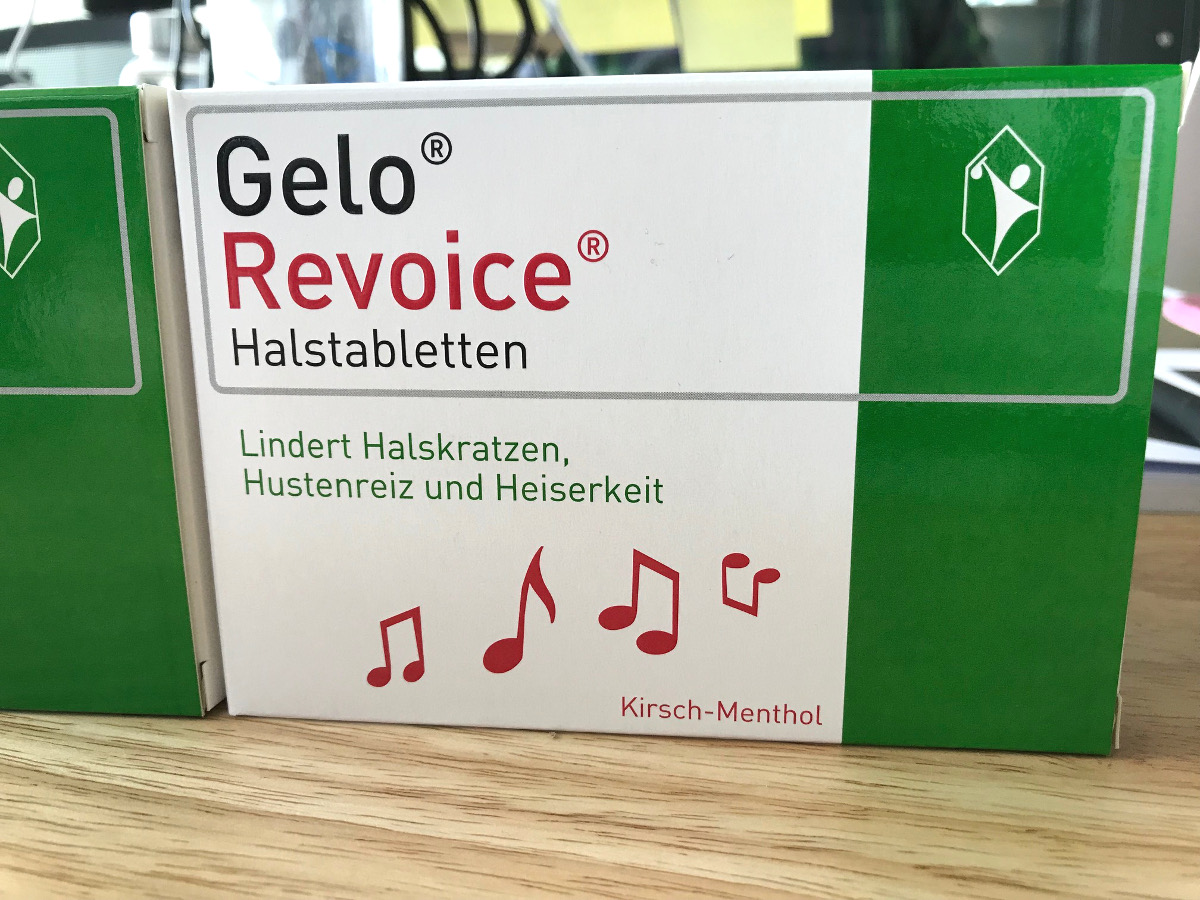 Gelo®
Revoice®
Halstabletten
Lindert Halskratzen,
Hustenreiz und Heiserkeit
Kirsch-Menthol